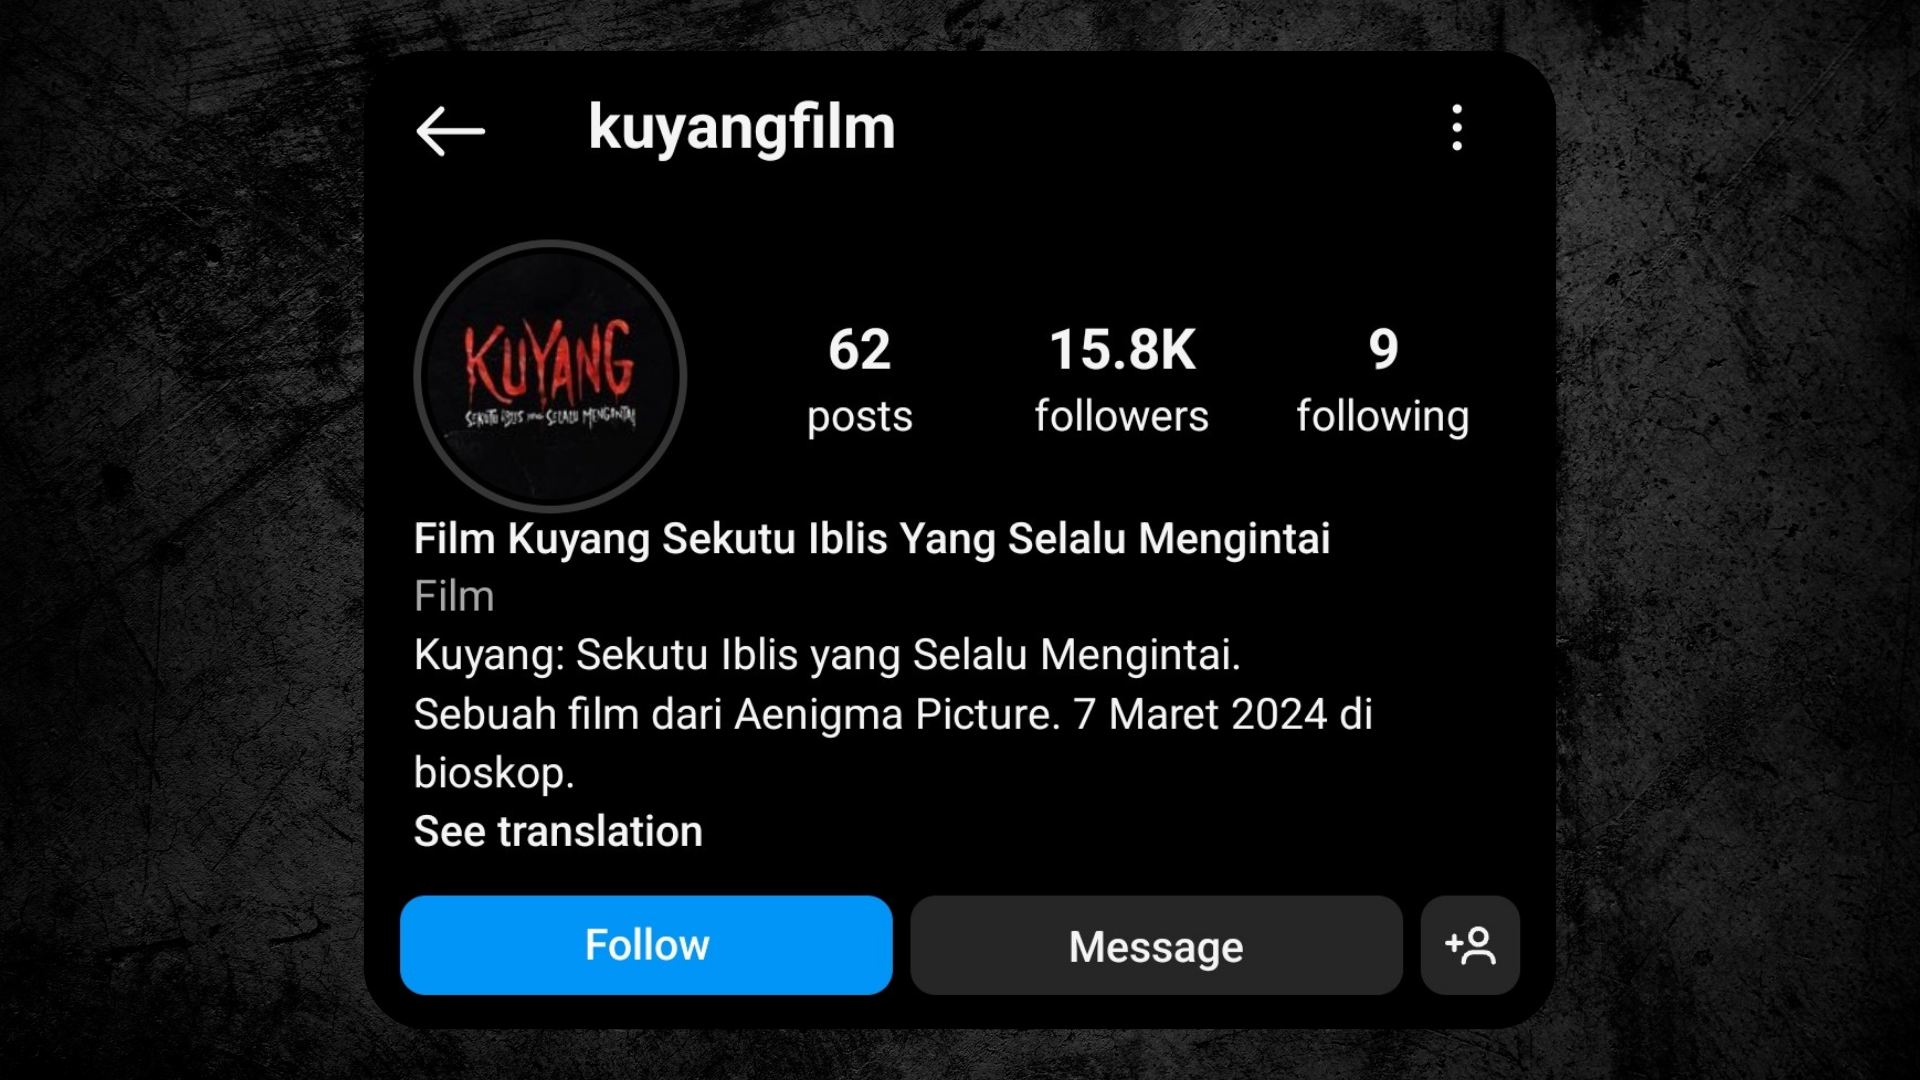 kuyangfilm
KUYANG
SEKUTU IBLIS YANG SELALU MENGINTAI
62
posts
15.8K
followers
9
following
Film Kuyang Sekutu Iblis Yang Selalu Mengintai
Film
Kuyang: Sekutu Iblis yang Selalu Mengintai.
Sebuah film dari Aenigma Picture. 7 Maret 2024 di
bioskop.
See translation
Follow
Message